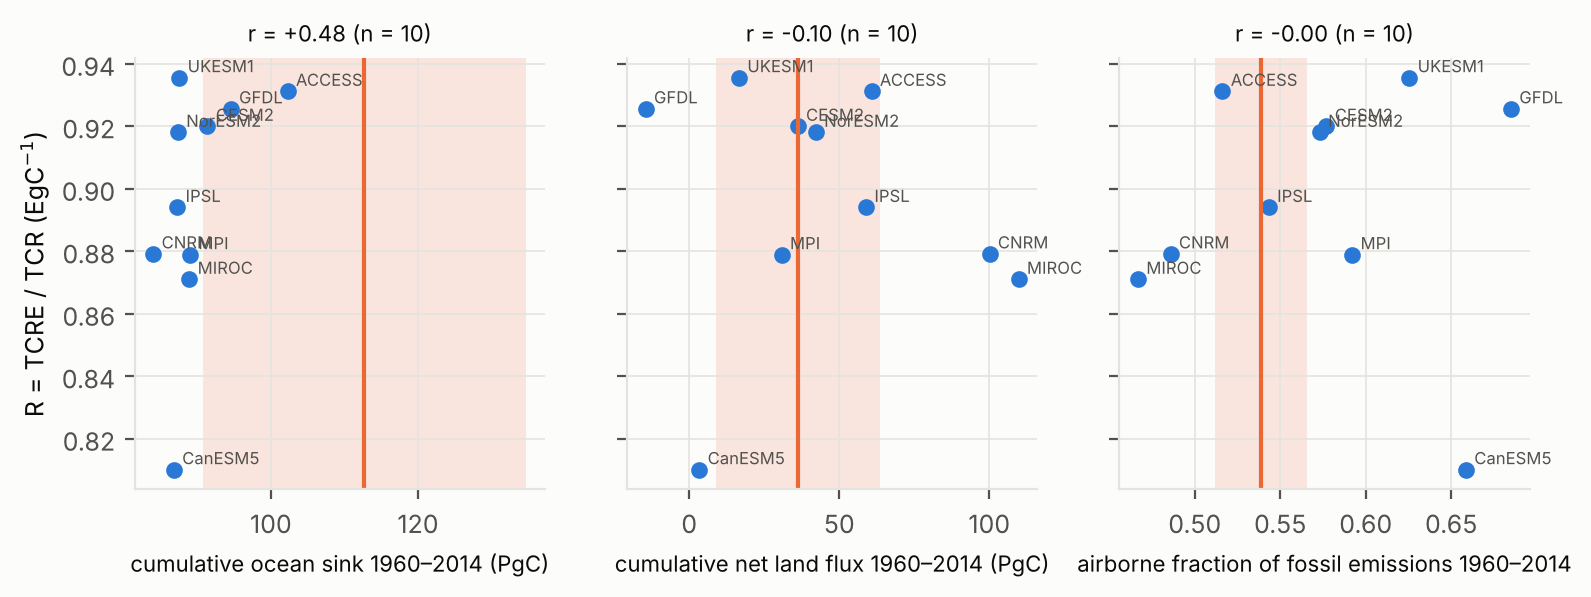 r = +0.48 (n = 10)
r = -0.10 (n = 10)
r = -0.00 (n = 10)
R = TCRE / TCR (EgC⁻¹)
0.94
0.92
0.90
0.88
0.86
0.84
0.82
UKESM1
ACCESS
GFDL
CESM2
NorESM2
IPSL
CNRM
MPI
MIROC
CanESM5
100
120
cumulative ocean sink 1960–2014 (PgC)
UKESM1
ACCESS
GFDL
CESM2
NorESM2
IPSL
MPI
CNRM
MIROC
CanESM5
0
50
100
cumulative net land flux 1960–2014 (PgC)
UKESM1
ACCESS
GFDL
CESM2
NorESM2
IPSL
CNRM
MPI
MIROC
CanESM5
0.50
0.55
0.60
0.65
airborne fraction of fossil emissions 1960–2014